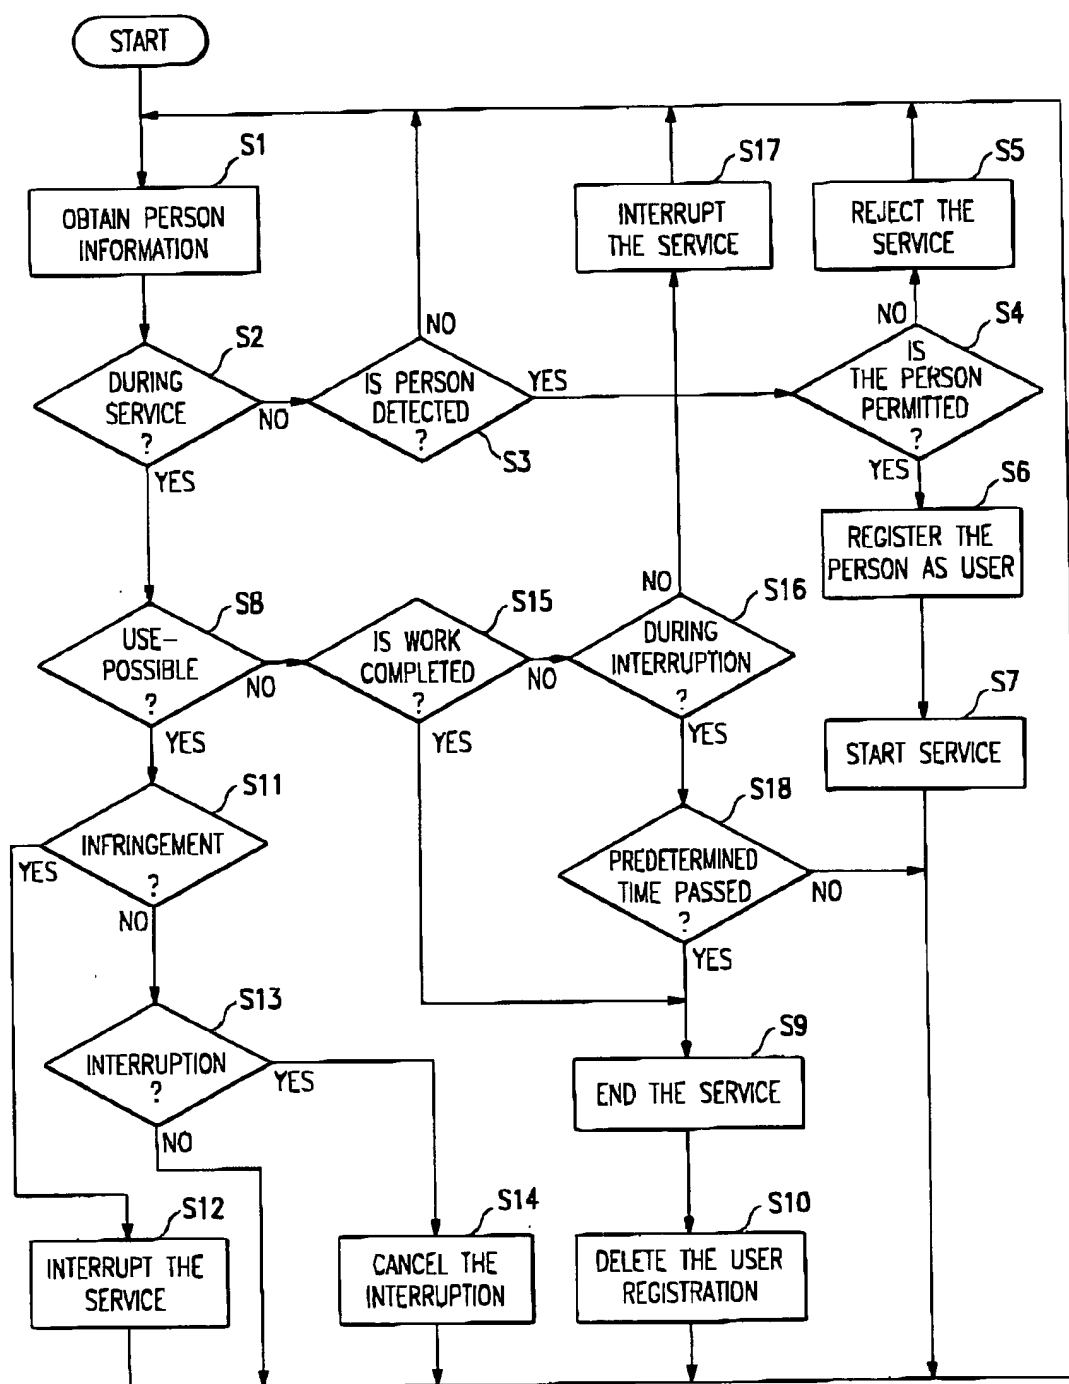 START
S1
OBTAIN PERSON
INFORMATION
S17
INTERRUPT
THE SERVICE
S5
REJECT THE
SERVICE
S2
DURING
SERVICE
?
NO
YES
NO
IS PERSON
DETECTED
?
YES
S3
NO
S4
IS
THE PERSON
PERMITTED
?
YES
S6
REGISTER THE
PERSON AS USER
S8
USE-
POSSIBLE
?
NO
YES
S15
IS WORK
COMPLETED
?
NO
YES
NO
S16
DURING
INTERRUPTION
?
YES
S7
START SERVICE
S11
INFRINGEMENT
?
YES
NO
S18
PREDETERMINED
TIME PASSED
?
NO
YES
S13
INTERRUPTION
?
YES
NO
S9
END THE SERVICE
S12
INTERRUPT THE
SERVICE
S14
CANCEL THE
INTERRUPTION
S10
DELETE THE USER
REGISTRATION